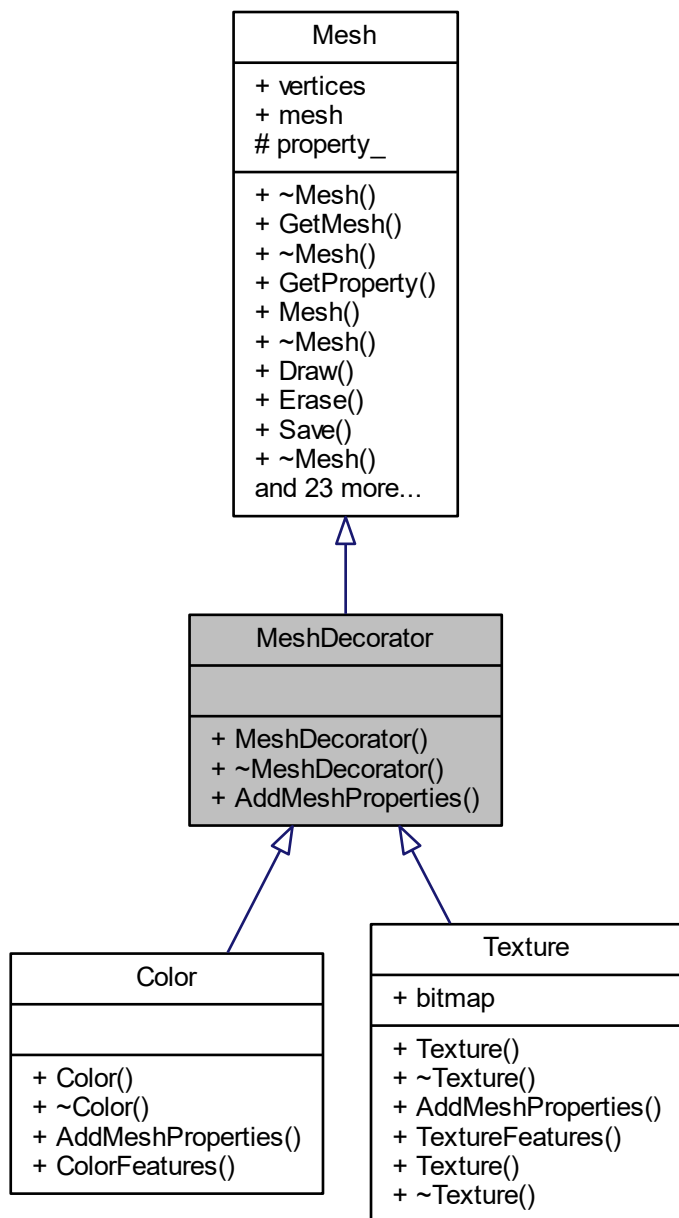 Mesh
+ vertices
+ mesh
# property_
+ ~Mesh()
+ GetMesh()
+ ~Mesh()
+ GetProperty()
+ Mesh()
+ ~Mesh()
+ Draw()
+ Erase()
+ Save()
+ ~Mesh()
and 23 more...
MeshDecorator
+ MeshDecorator()
+ ~MeshDecorator()
+ AddMeshProperties()
Color
+ Color()
+ ~Color()
+ AddMeshProperties()
+ ColorFeatures()
Texture
+ bitmap
+ Texture()
+ ~Texture()
+ AddMeshProperties()
+ TextureFeatures()
+ Texture()
+ ~Texture()